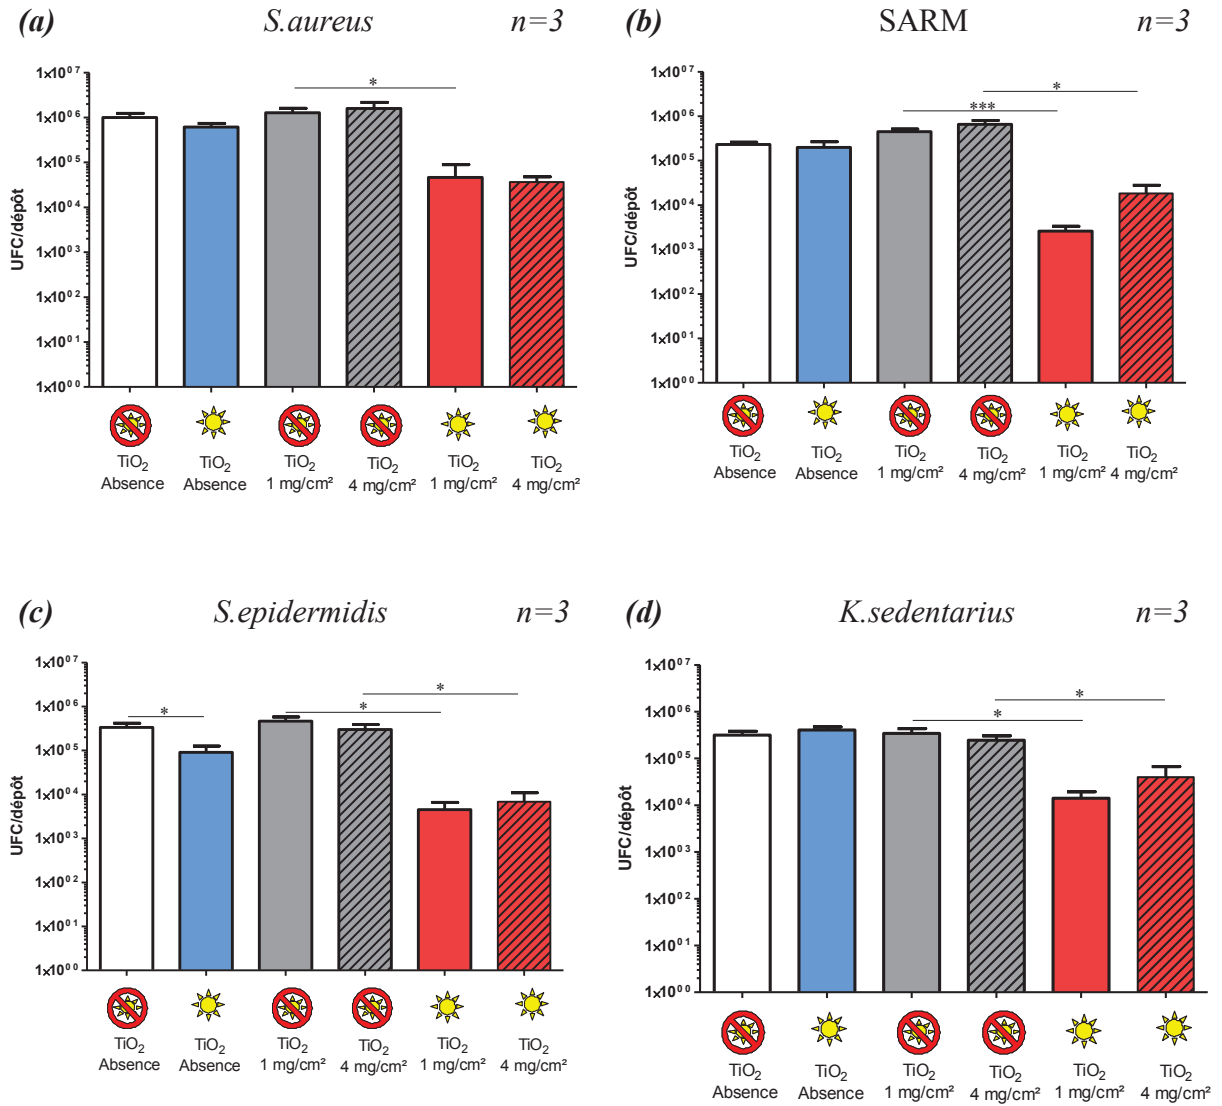 (a) S.aureus n=3
*
1x10⁰⁷
1x10⁰⁶
1x10⁰⁵
1x10⁰⁴
1x10⁰³
1x10⁰²
1x10⁰¹
1x10⁰⁰
UFC/dépôt
TiO₂ TiO₂ TiO₂ TiO₂ TiO₂ TiO₂
Absence Absence 1 mg/cm² 4 mg/cm² 1 mg/cm² 4 mg/cm²
(b) SARM n=3
*
***
1x10⁰⁷
1x10⁰⁶
1x10⁰⁵
1x10⁰⁴
1x10⁰³
1x10⁰²
1x10⁰¹
1x10⁰⁰
UFC/dépôt
TiO₂ TiO₂ TiO₂ TiO₂ TiO₂ TiO₂
Absence Absence 1 mg/cm² 4 mg/cm² 1 mg/cm² 4 mg/cm²
(c) S.epidermidis n=3
*
*
*
1x10⁰⁷
1x10⁰⁶
1x10⁰⁵
1x10⁰⁴
1x10⁰³
1x10⁰²
1x10⁰¹
1x10⁰⁰
UFC/dépôt
TiO₂ TiO₂ TiO₂ TiO₂ TiO₂ TiO₂
Absence Absence 1 mg/cm² 4 mg/cm² 1 mg/cm² 4 mg/cm²
(d) K.sedentarius n=3
*
*
1x10⁰⁷
1x10⁰⁶
1x10⁰⁵
1x10⁰⁴
1x10⁰³
1x10⁰²
1x10⁰¹
1x10⁰⁰
UFC/dépôt
TiO₂ TiO₂ TiO₂ TiO₂ TiO₂ TiO₂
Absence Absence 1 mg/cm² 4 mg/cm² 1 mg/cm² 4 mg/cm²